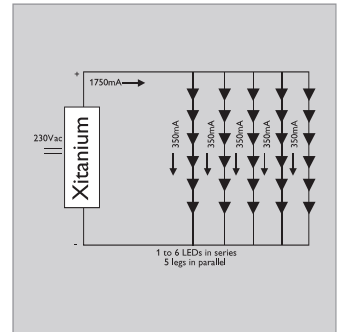 +
1750mA
230Vac
Xitanium
350mA
350mA
350mA
350mA
350mA
-
1 to 6 LEDs in series
5 legs in parallel